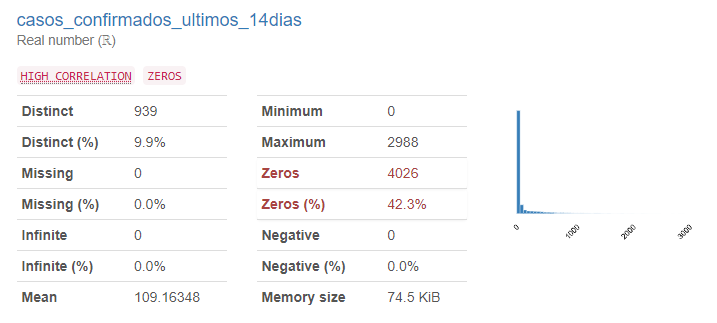 casos_confirmados_ultimos_14dias
Real number (ℝ)
HIGH CORRELATION ZEROS
Distinct 939
Distinct (%) 9.9%
Missing 0
Missing (%) 0.0%
Infinite 0
Infinite (%) 0.0%
Mean 109.16348
Minimum 0
Maximum 2988
Zeros 4026
Zeros (%) 42.3%
Negative 0
Negative (%) 0.0%
Memory size 74.5 KiB
0 1000 2000 3000